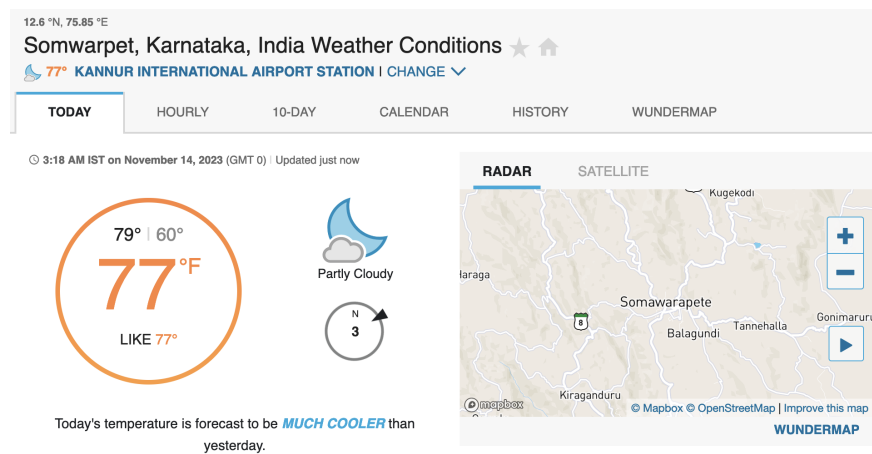 12.6 °N, 75.85 °E
Somwarpet, Karnataka, India Weather Conditions
77° KANNUR INTERNATIONAL AIRPORT STATION | CHANGE
TODAY HOURLY 10-DAY CALENDAR HISTORY WUNDERMAP
3:18 AM IST on November 14, 2023 (GMT 0) | Updated just now
79° | 60°
77 °F
LIKE 77°
Partly Cloudy
N
3
Today's temperature is forecast to be MUCH COOLER than
yesterday.
RADAR SATELLITE
Kugekodi
Haraga
Somawarapete
8
Balagundi
Tannehalla
Gonimaruru
Kiraganduru
mapbox
© Mapbox © OpenStreetMap | Improve this map
WUNDERMAP